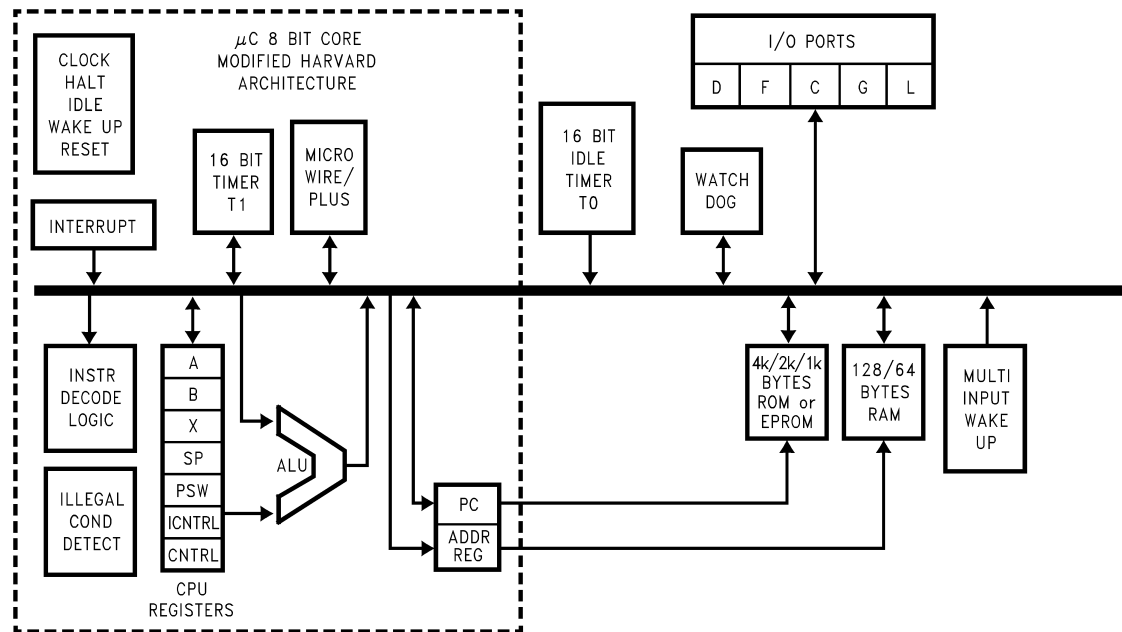 μC 8 BIT CORE
MODIFIED HARVARD
ARCHITECTURE
CLOCK
HALT
IDLE
WAKE UP
RESET
INTERRUPT
16 BIT
TIMER
T1
MICRO
WIRE/
PLUS
16 BIT
IDLE
TIMER
T0
WATCH
DOG
I/O PORTS
D F C G L
INSTR
DECODE
LOGIC
ILLEGAL
COND
DETECT
A
B
X
SP
PSW
ICNTRL
CNTRL
CPU
REGISTERS
ALU
PC
ADDR
REG
4k/2k/1k
BYTES
ROM or
EPROM
128/64
BYTES
RAM
MULTI
INPUT
WAKE
UP